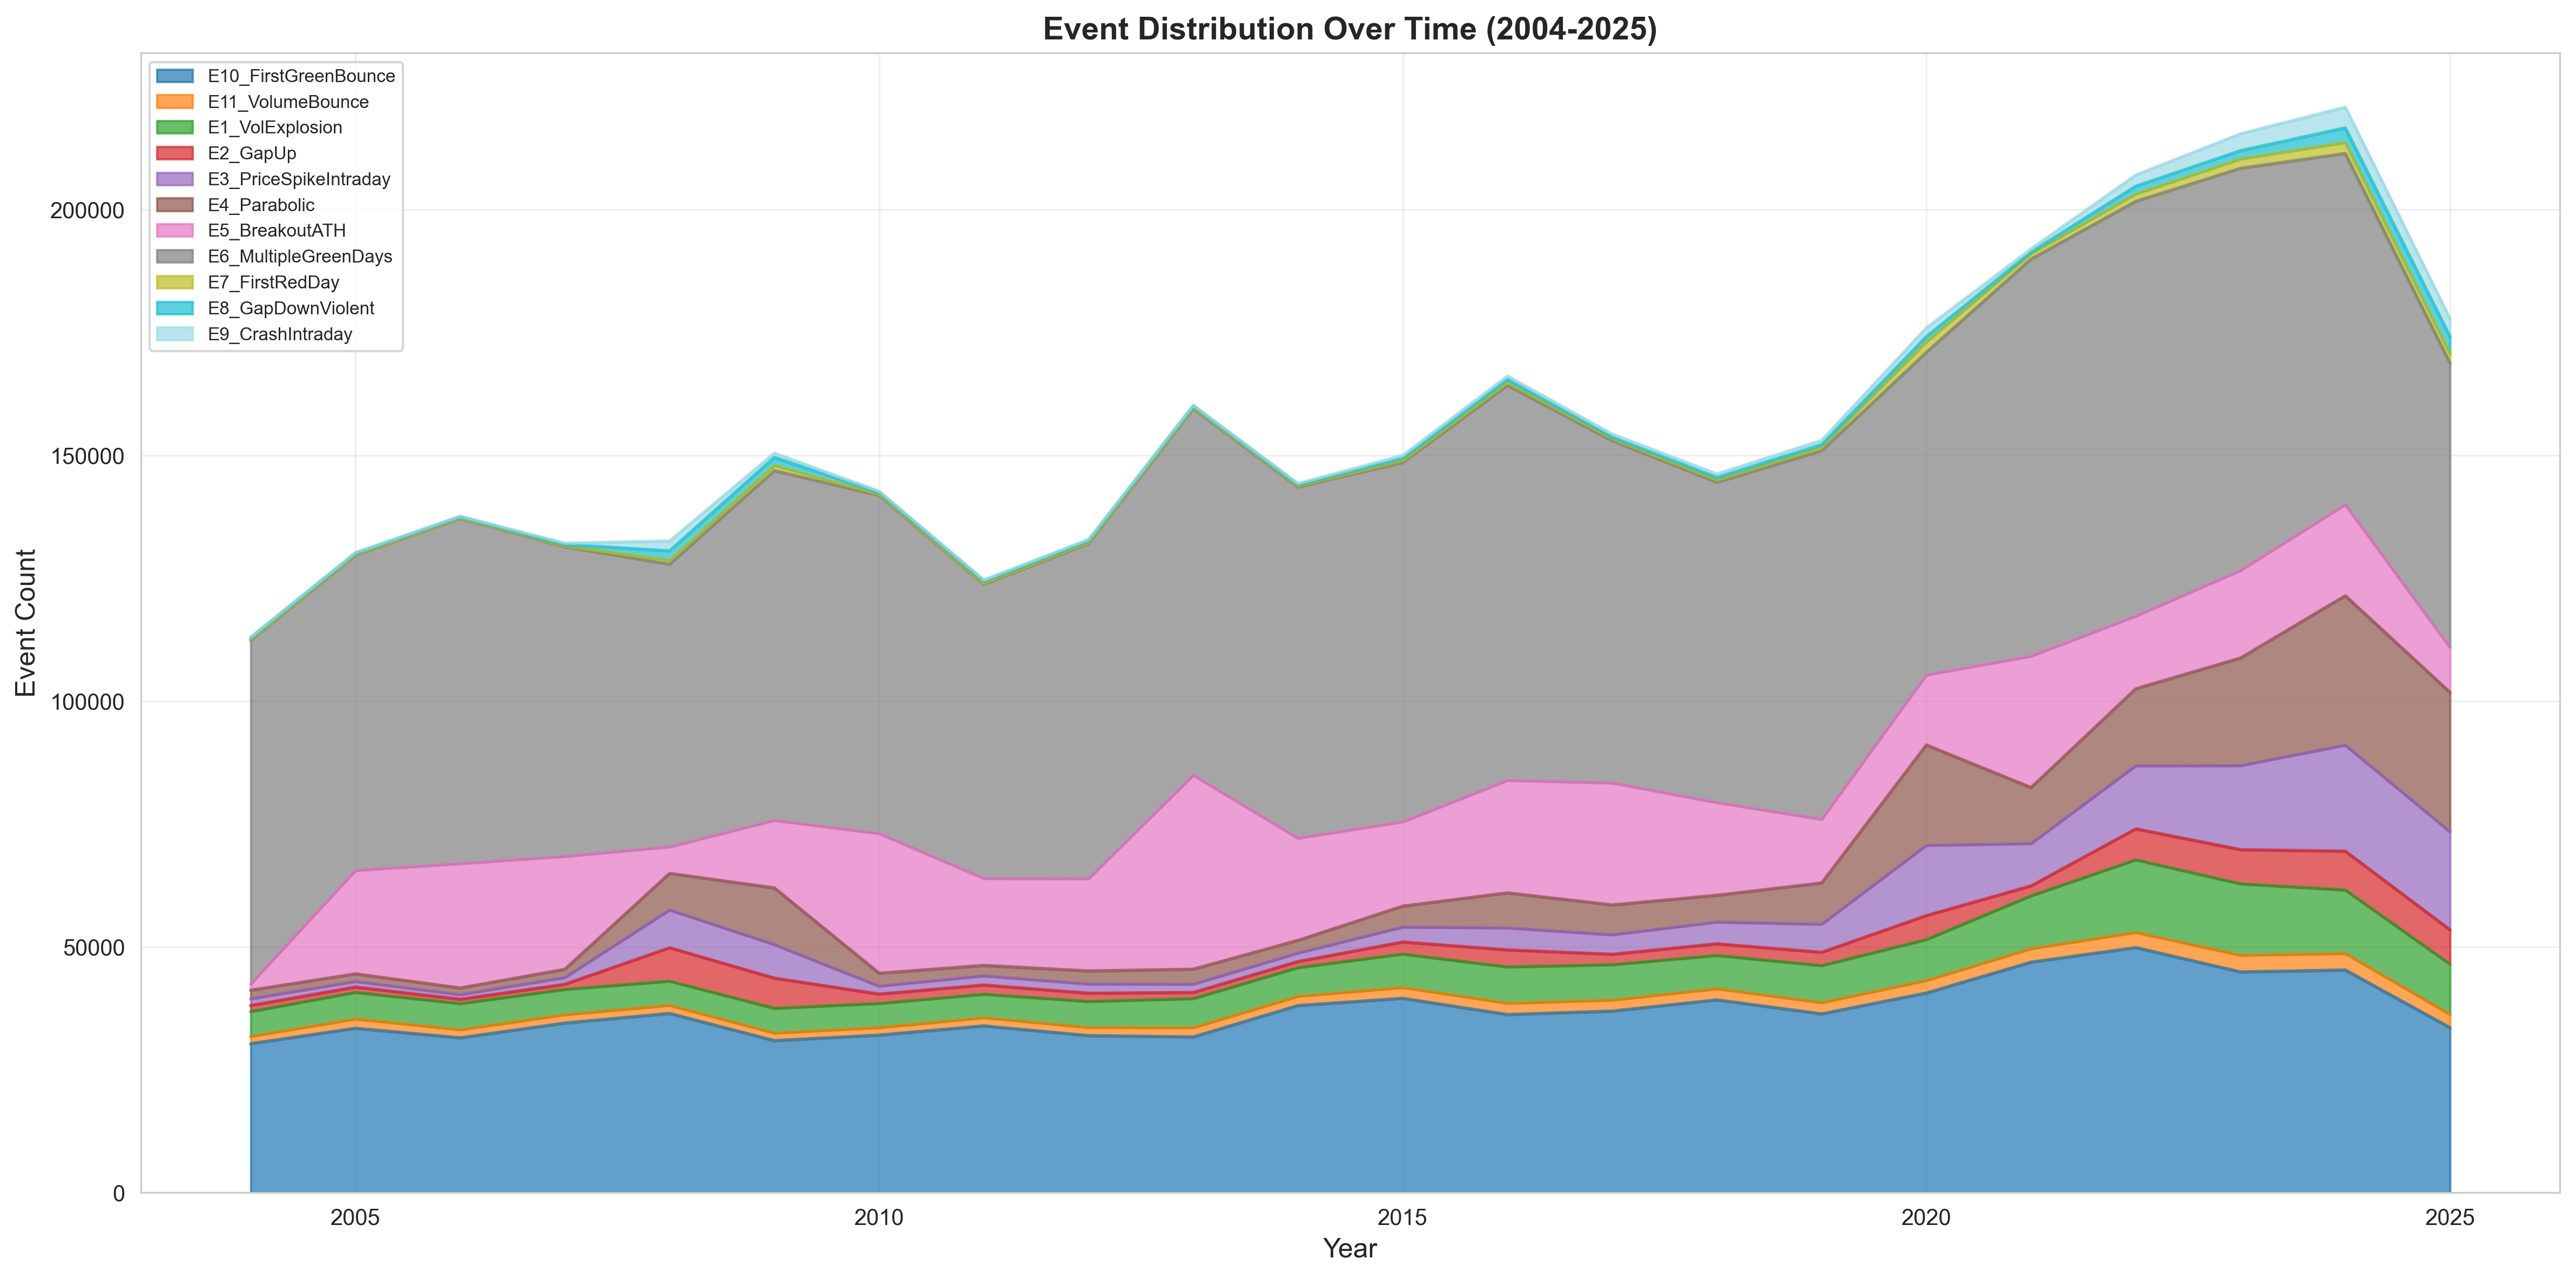 Event Distribution Over Time (2004-2025)
E10_FirstGreenBounce
E11_VolumeBounce
E1_VolExplosion
E2_GapUp
E3_PriceSpikeIntraday
E4_Parabolic
E5_BreakoutATH
E6_MultipleGreenDays
E7_FirstRedDay
E8_GapDownViolent
E9_CrashIntraday
Event Count
200000
150000
100000
50000
0
2005
2010
2015
2020
2025
Year